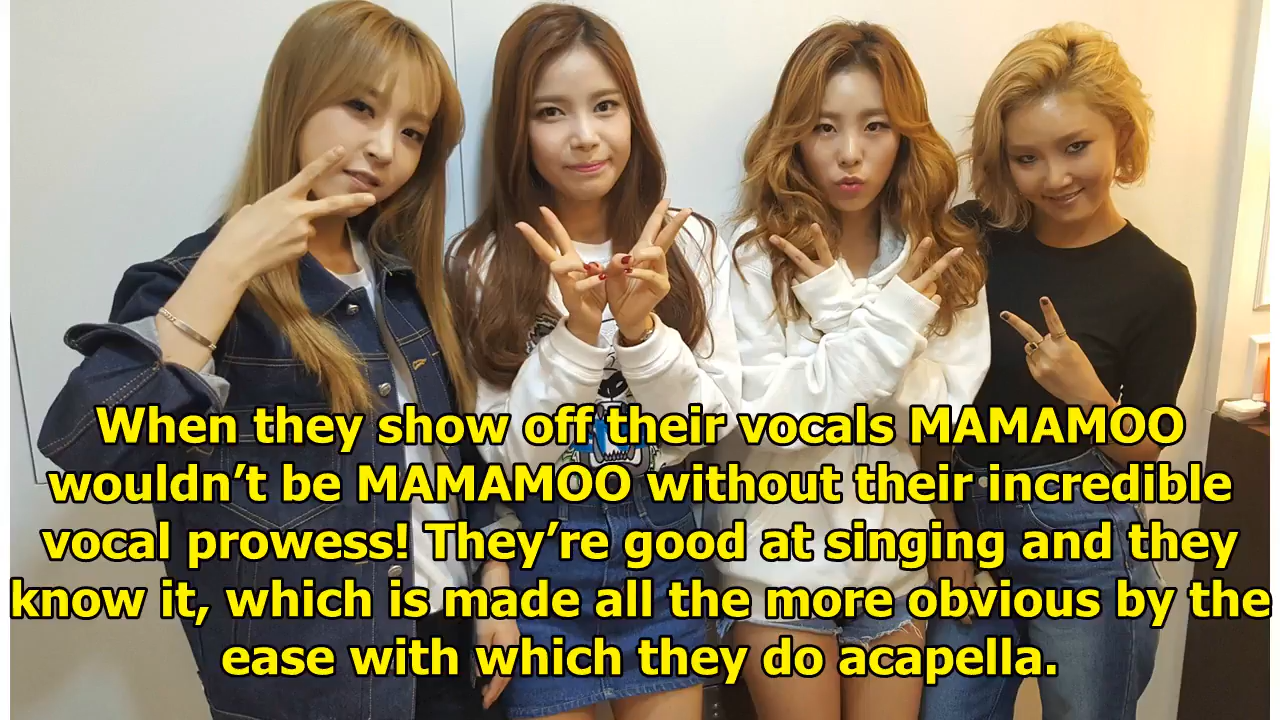 When they show off their vocals MAMAMOO
wouldn’t be MAMAMOO without their incredible
vocal prowess! They’re good at singing and they
know it, which is made all the more obvious by the
ease with which they do acapella.